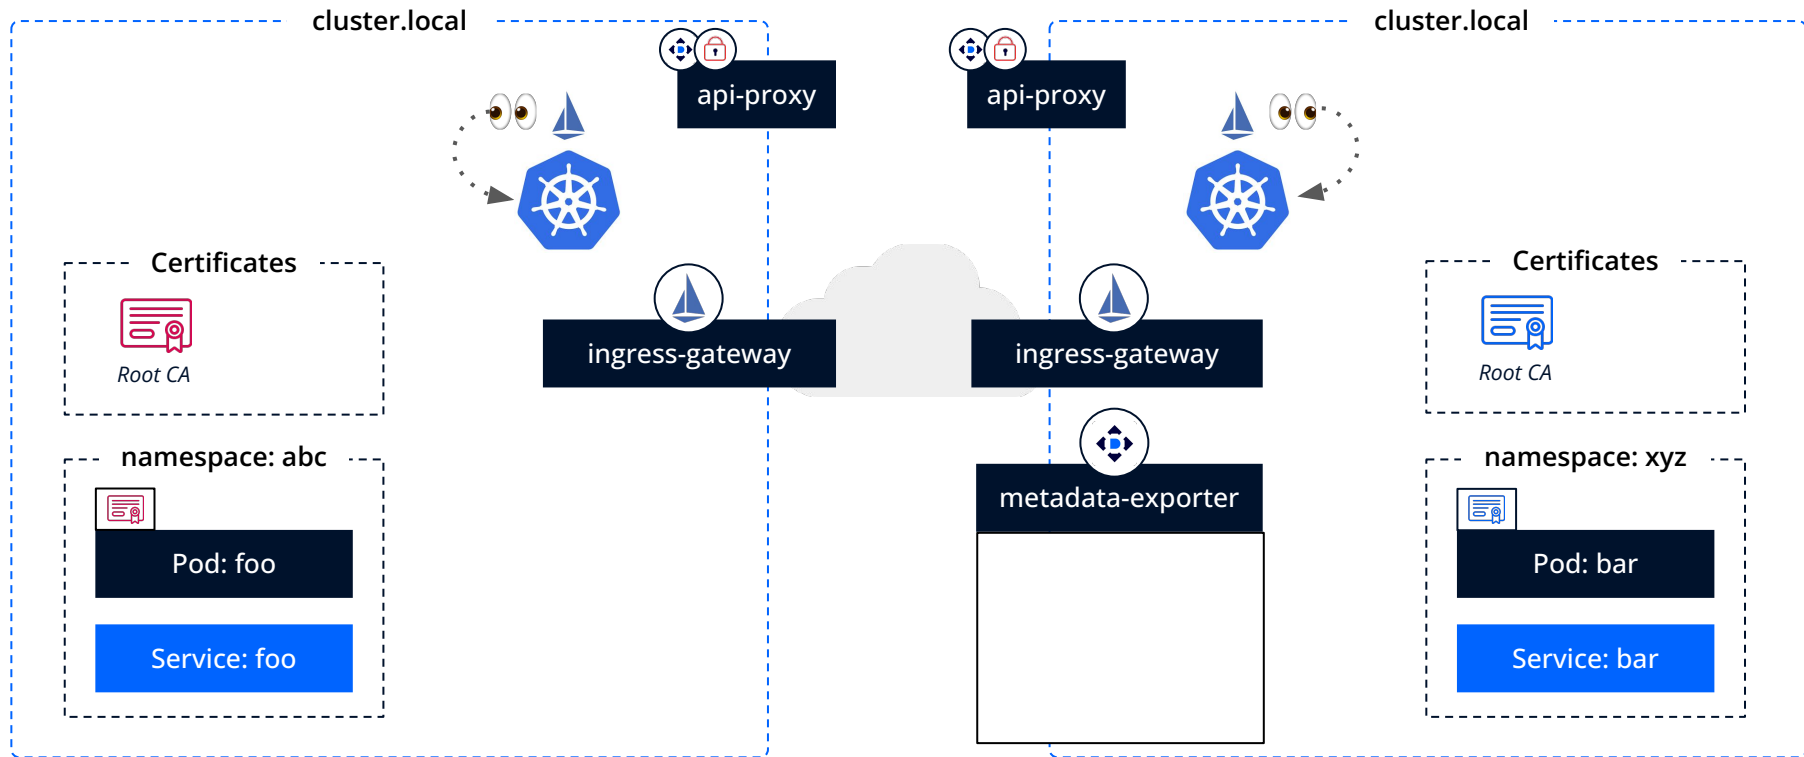 cluster.local
api-proxy
Certificates
Root CA
ingress-gateway
namespace: abc
Pod: foo
Service: foo
cluster.local
api-proxy
ingress-gateway
Certificates
Root CA
metadata-exporter
namespace: xyz
Pod: bar
Service: bar